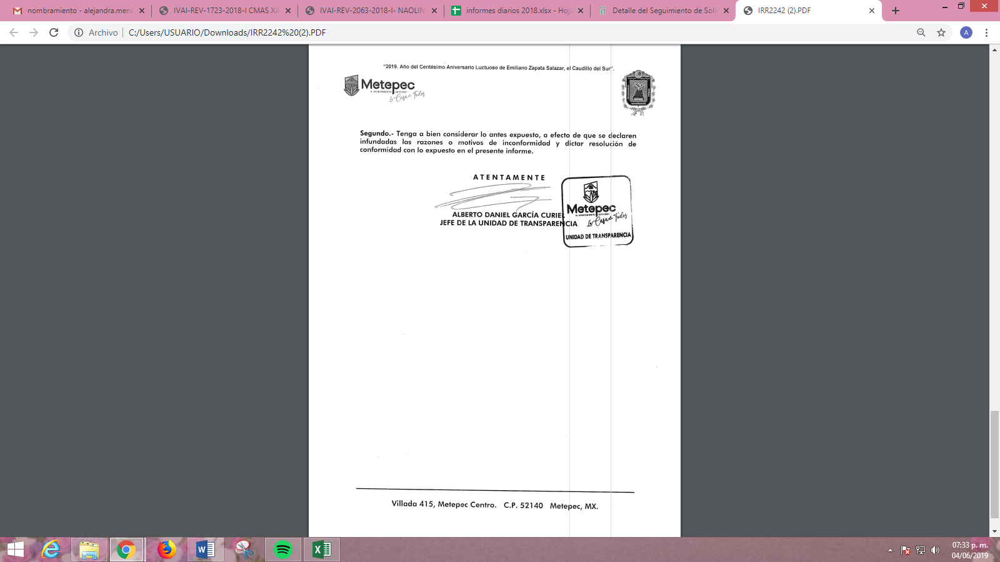 nombramiento - alejandra.menc
IVAI-REV-1723-2018-I CMAS XA
IVAI-REV-2063-2018-I- NAOLIN
informes diarios 2018.xlsx - Hoj
Detalle del Seguimiento de Soli
IRR2242 (2).PDF
Archivo
C:/Users/USUARIO/Downloads/IRR2242%20(2).PDF
A
"2019. Año del Centésimo Aniversario Luctuoso de Emiliano Zapata Salazar, el Caudillo del Sur".
Metepec
H. AYUNTAMIENTO 2019-2021
La Casa de Todos
Segundo.- Tenga a bien considerar lo antes expuesto, a efecto de que se declaren
infundadas las razones o motivos de inconformidad y dictar resolución de
conformidad con lo expuesto en el presente informe.
ATENTAMENTE
ALBERTO DANIEL GARCÍA CURIEL
JEFE DE LA UNIDAD DE TRANSPARENCIA
Metepec
H. AYUNTAMIENTO 2019-2021
La Casa de Todos
UNIDAD DE TRANSPARENCIA
Villada 415, Metepec Centro. C.P. 52140 Metepec, MX.
07:33 p. m.
04/06/2019